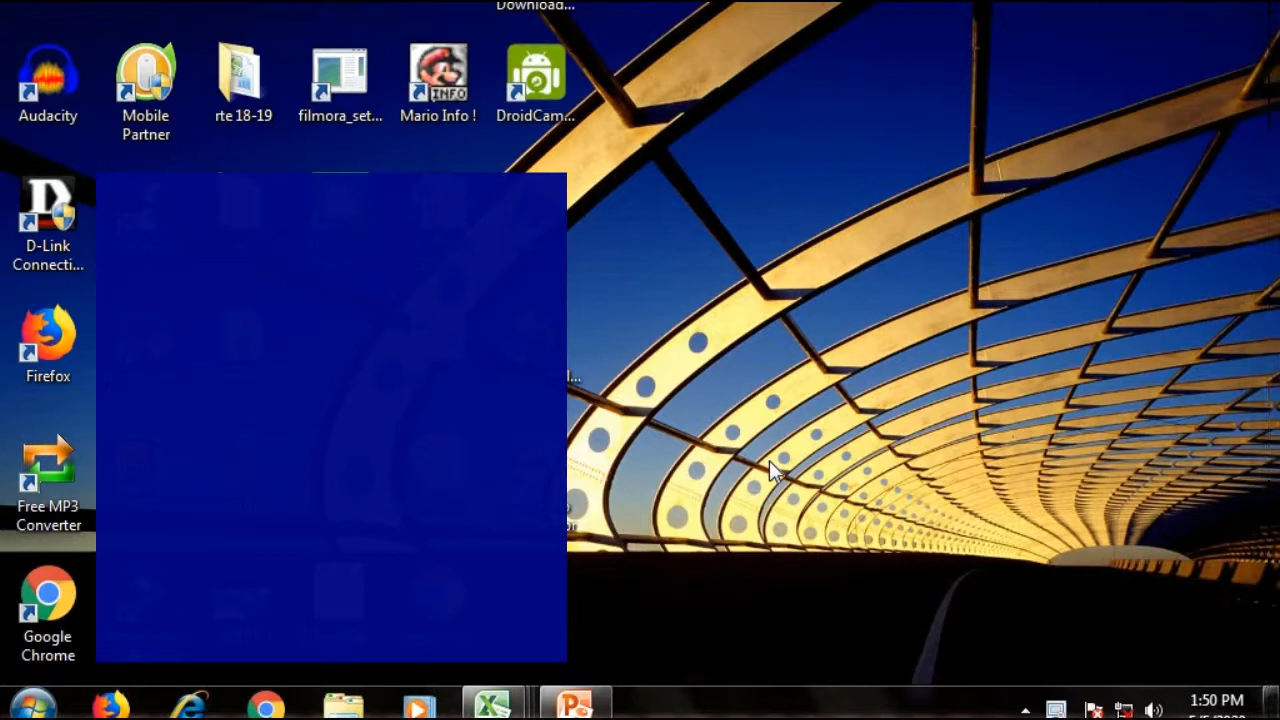 Download...
Audacity
Mobile
Partner
rte 18-19
filmora_set...
INFO
Mario Info !
DroidCam...
D
D-Link
Connecti...
Firefox
Free MP3
Converter
Google
Chrome
1:50 PM